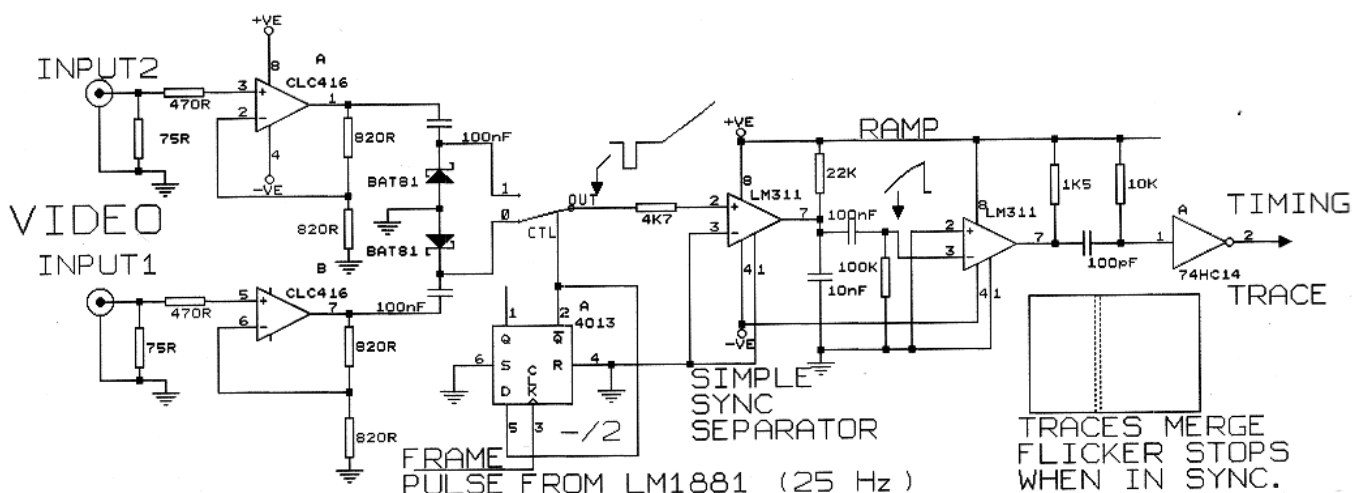 +VE
8
A
CLC416
INPUT2
470R
3
+
1
2
-
75R
4
-VE
820R
820R
100nF
BAT81
BAT81
VIDEO
INPUT1
B
CLC416
470R
5
+
7
6
-
75R
100nF
820R
820R
1
0
OUT
CTL
4K7
1
2
A
4013
Q
Q
6
S
R
4
D
CLK
5
3
-/2
FRAME
PULSE FROM LM1881 (25 Hz)
+VE
8
LM311
2
+
7
3
-
4
1
-VE
SIMPLE
SYNC
SEPARATOR
RAMP
22K
100nF
100K
10nF
8
LM311
2
+
7
3
-
4
1
1K5
10K
100pF
A
1
2
74HC14
TIMING
TRACE
TRACES MERGE
FLICKER STOPS
WHEN IN SYNC.